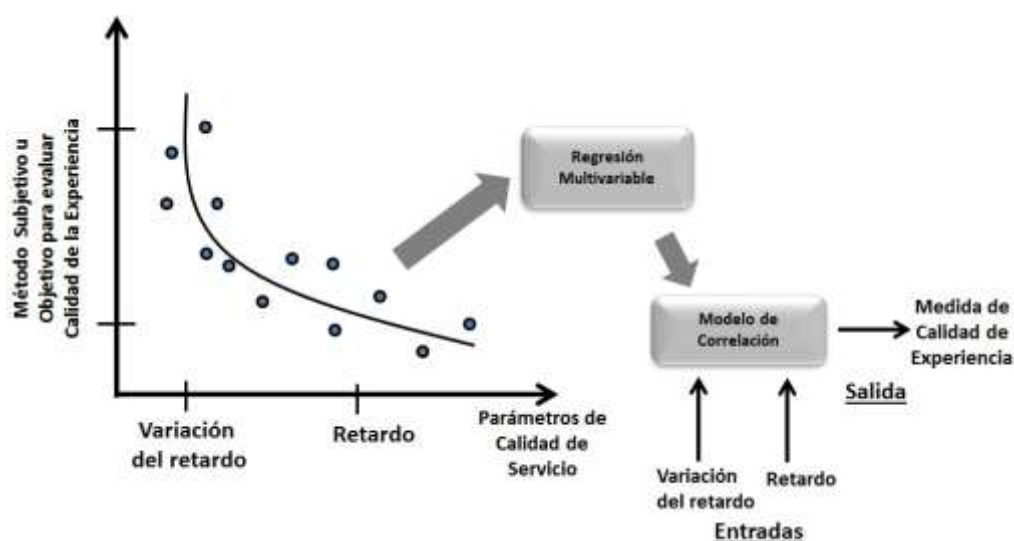 Método Subjetivo u
Objetivo para evaluar
Calidad de la Experiencia
Variación
del retardo
Retardo
Parámetros de
Calidad de
Servicio
Regresión
Multivariable
Modelo de
Correlación
Medida de
Calidad de
Experiencia
Salida
Variación
del retardo
Retardo
Entradas